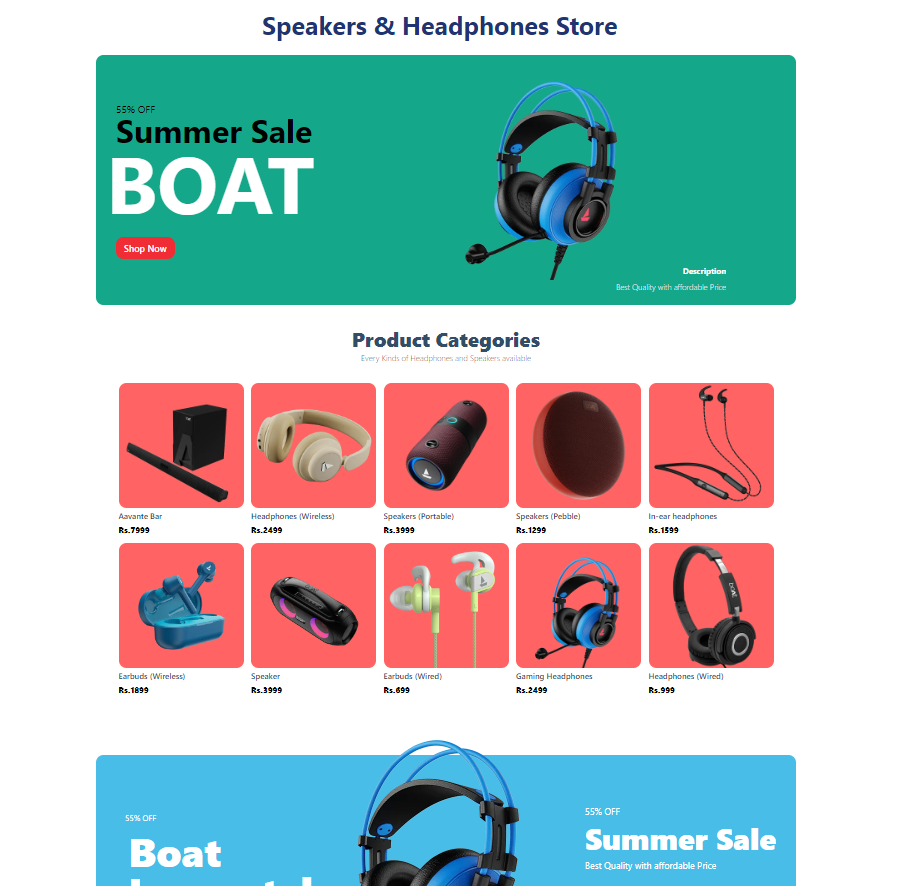 Speakers & Headphones Store
55% OFF
Summer Sale
BOAT
Shop Now
Description
Best Quality with affordable Price
Product Categories
Every Kinds of Headphones and Speakers available
Aavante Bar
Rs.7999
Headphones (Wireless)
Rs.2499
Speakers (Portable)
Rs.3999
Speakers (Pebble)
Rs.1299
In-ear headphones
Rs.1599
Earbuds (Wireless)
Rs.1899
Speaker
Rs.3999
Earbuds (Wired)
Rs.699
Gaming Headphones
Rs.2499
Headphones (Wired)
Rs.999
55% OFF
Boat
55% OFF
Summer Sale
Best Quality with affordable Price